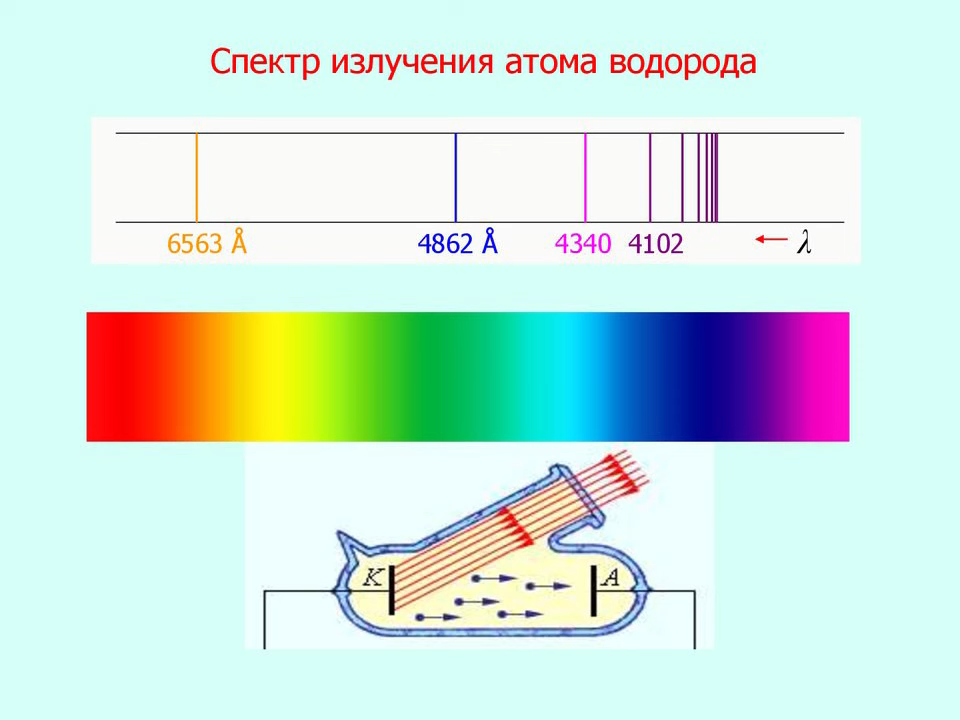 Спектр излучения атома водорода
6563 Å 4862 Å 4340 4102 λ
K A